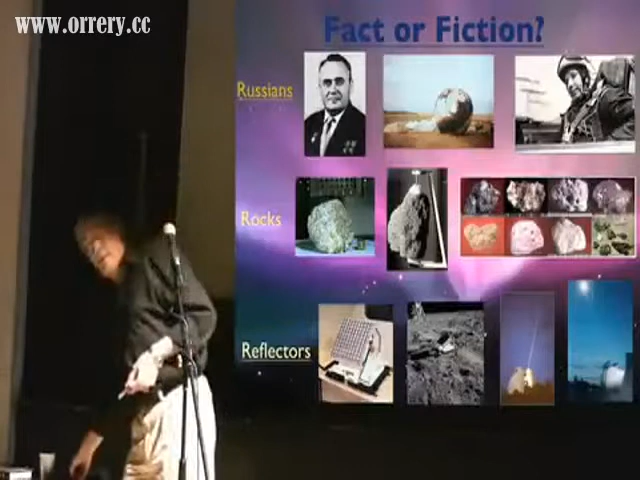 www.orrery.cc
Fact or Fiction?
Russians
Rocks
Reflectors